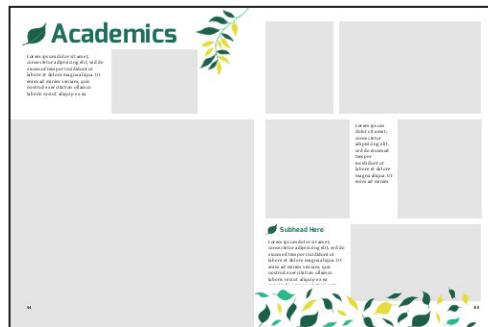 Academics
Lorem ipsum dolor sit amet,
consectetur adipisicing elit, sed do
eiusmod tempor incididunt ut
labore et dolore magna aliqua. Ut
enim ad minim veniam, quis
nostrud exercitation ullamco
laboris nisi ut aliquip ex ea
Lorem ipsum
dolor sit amet,
consectetur
adipisicing elit,
sed do eiusmod
tempor
incididunt ut
labore et dolore
magna aliqua. Ut
enim ad minim
Subhead Here
Lorem ipsum dolor sit amet,
consectetur adipisicing elit, sed do
eiusmod tempor incididunt ut
labore et dolore magna aliqua. Ut
enim ad minim veniam, quis
nostrud exercitation ullamco
laboris nisi ut aliquip ex ea